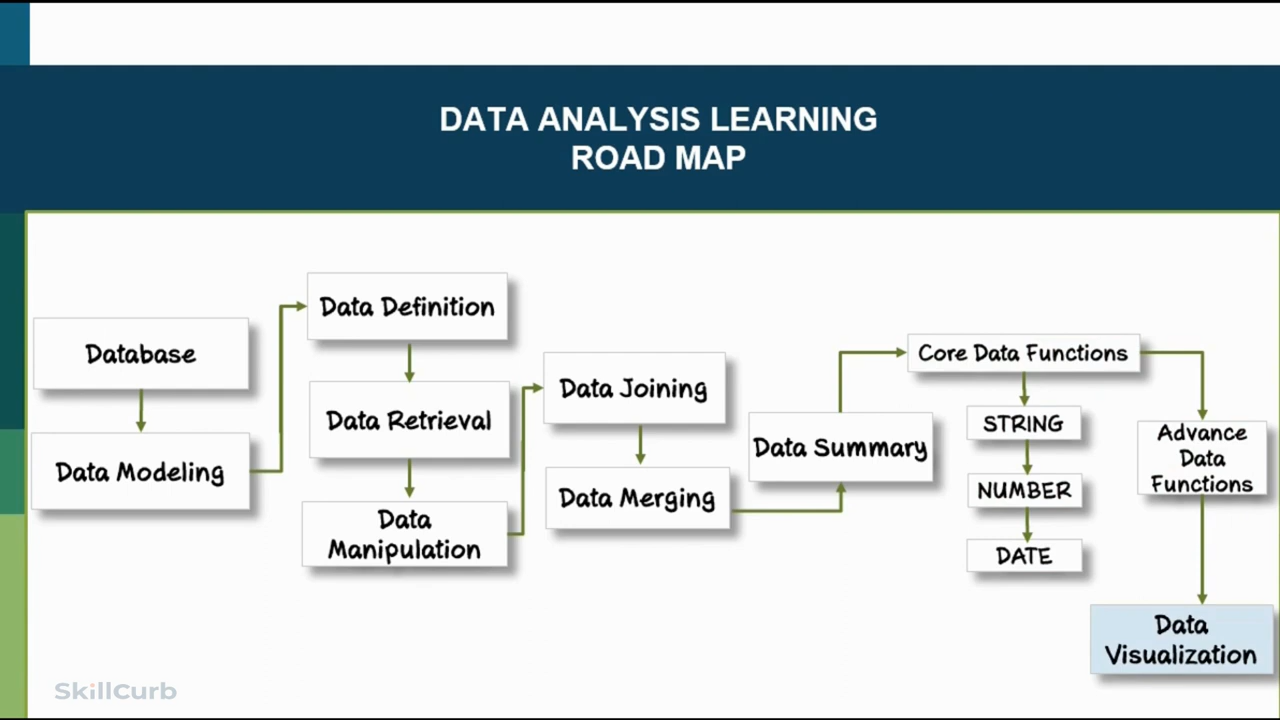 DATA ANALYSIS LEARNING
ROAD MAP
Database
Data Modeling
Data Definition
Data Retrieval
Data
Manipulation
Data Joining
Data Merging
Data Summary
Core Data Functions
STRING
NUMBER
DATE
Advance
Data
Functions
Data
Visualization
SkillCurb